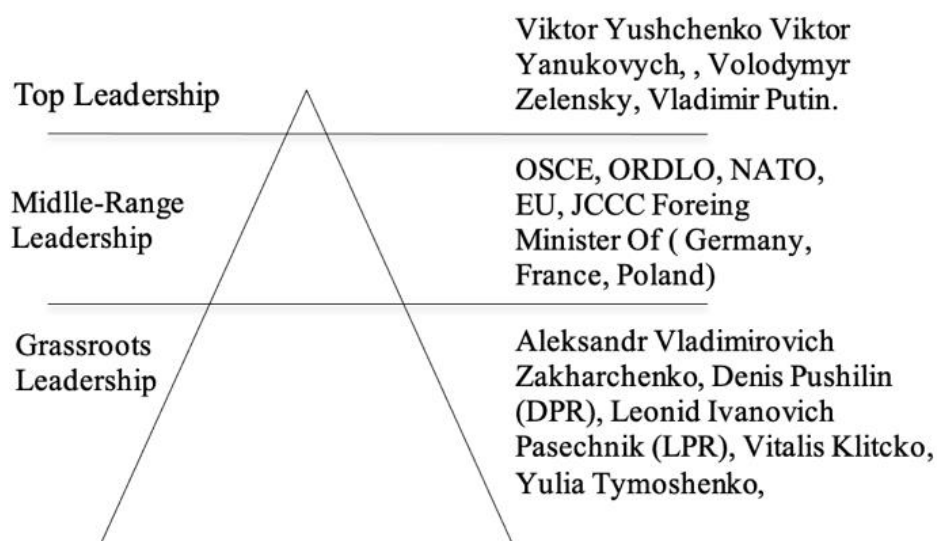 Top Leadership
Viktor Yushchenko Viktor
Yanukovych, , Volodymyr
Zelensky, Vladimir Putin.
Midlle-Range
Leadership
OSCE, ORDLO, NATO,
EU, JCCC Foreing
Minister Of ( Germany,
France, Poland)
Grassroots
Leadership
Aleksandr Vladimirovich
Zakharchenko, Denis Pushilin
(DPR), Leonid Ivanovich
Pasechnik (LPR), Vitalis Klitcko,
Yulia Tymoshenko,